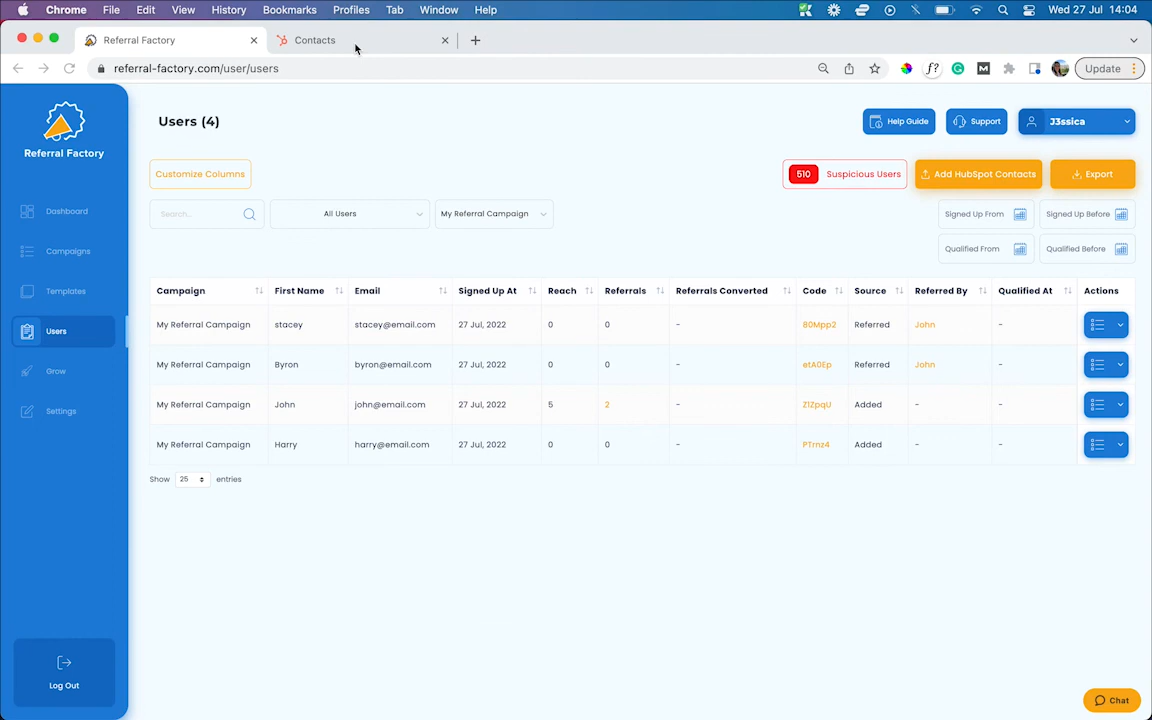 Chrome File Edit View History Bookmarks Profiles Tab Window Help Wed 27 Jul 14:04
Referral Factory Contacts
referral-factory.com/user/users f? M Update
Referral Factory
Users (4) Help Guide Support J3ssica
Customize Columns 510 Suspicious Users Add HubSpot Contacts Export
Search... All Users My Referral Campaign Signed Up From Signed Up Before
Qualified From Qualified Before
Dashboard
Campaigns
Templates
Users
Grow
Settings
Log Out
Campaign First Name Email Signed Up At Reach Referrals Referrals Converted Code Source Referred By Qualified At Actions
My Referral Campaign stacey stacey@email.com 27 Jul, 2022 0 0 - B0Mpp2 Referred John -
My Referral Campaign Byron byron@email.com 27 Jul, 2022 0 0 - etA0Ep Referred John -
My Referral Campaign John john@email.com 27 Jul, 2022 5 2 - Z1ZpqU Added - -
My Referral Campaign Harry harry@email.com 27 Jul, 2022 0 0 - PTrnz4 Added - -
Show 25 entries
Chat